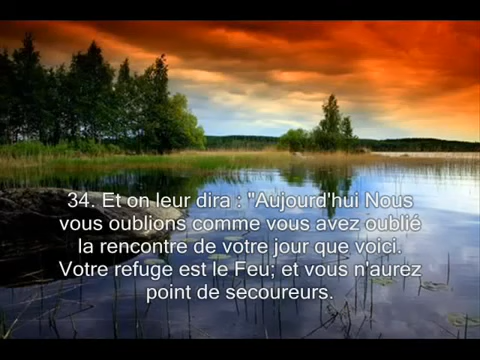 34. Et on leur dira : "Aujourd'hui Nous
vous oublions comme vous avez oublié
la rencontre de votre jour que voici.
Votre refuge est le Feu; et vous n'aurez
point de secoureurs.